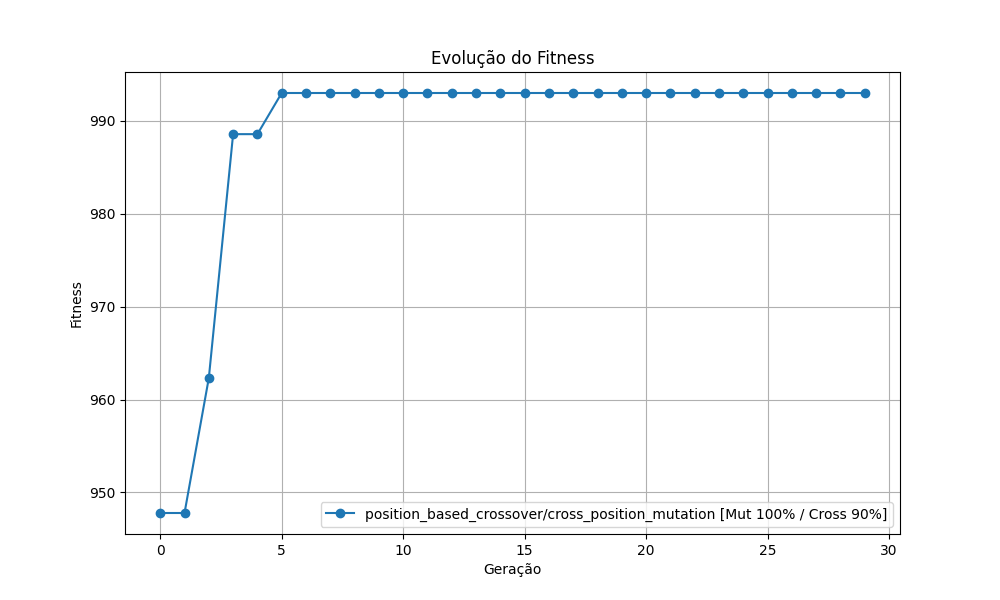 Evolução do Fitness
Fitness
990
980
970
960
950
position_based_crossover/cross_position_mutation [Mut 100% / Cross 90%]
0 5 10 15 20 25 30
Geração